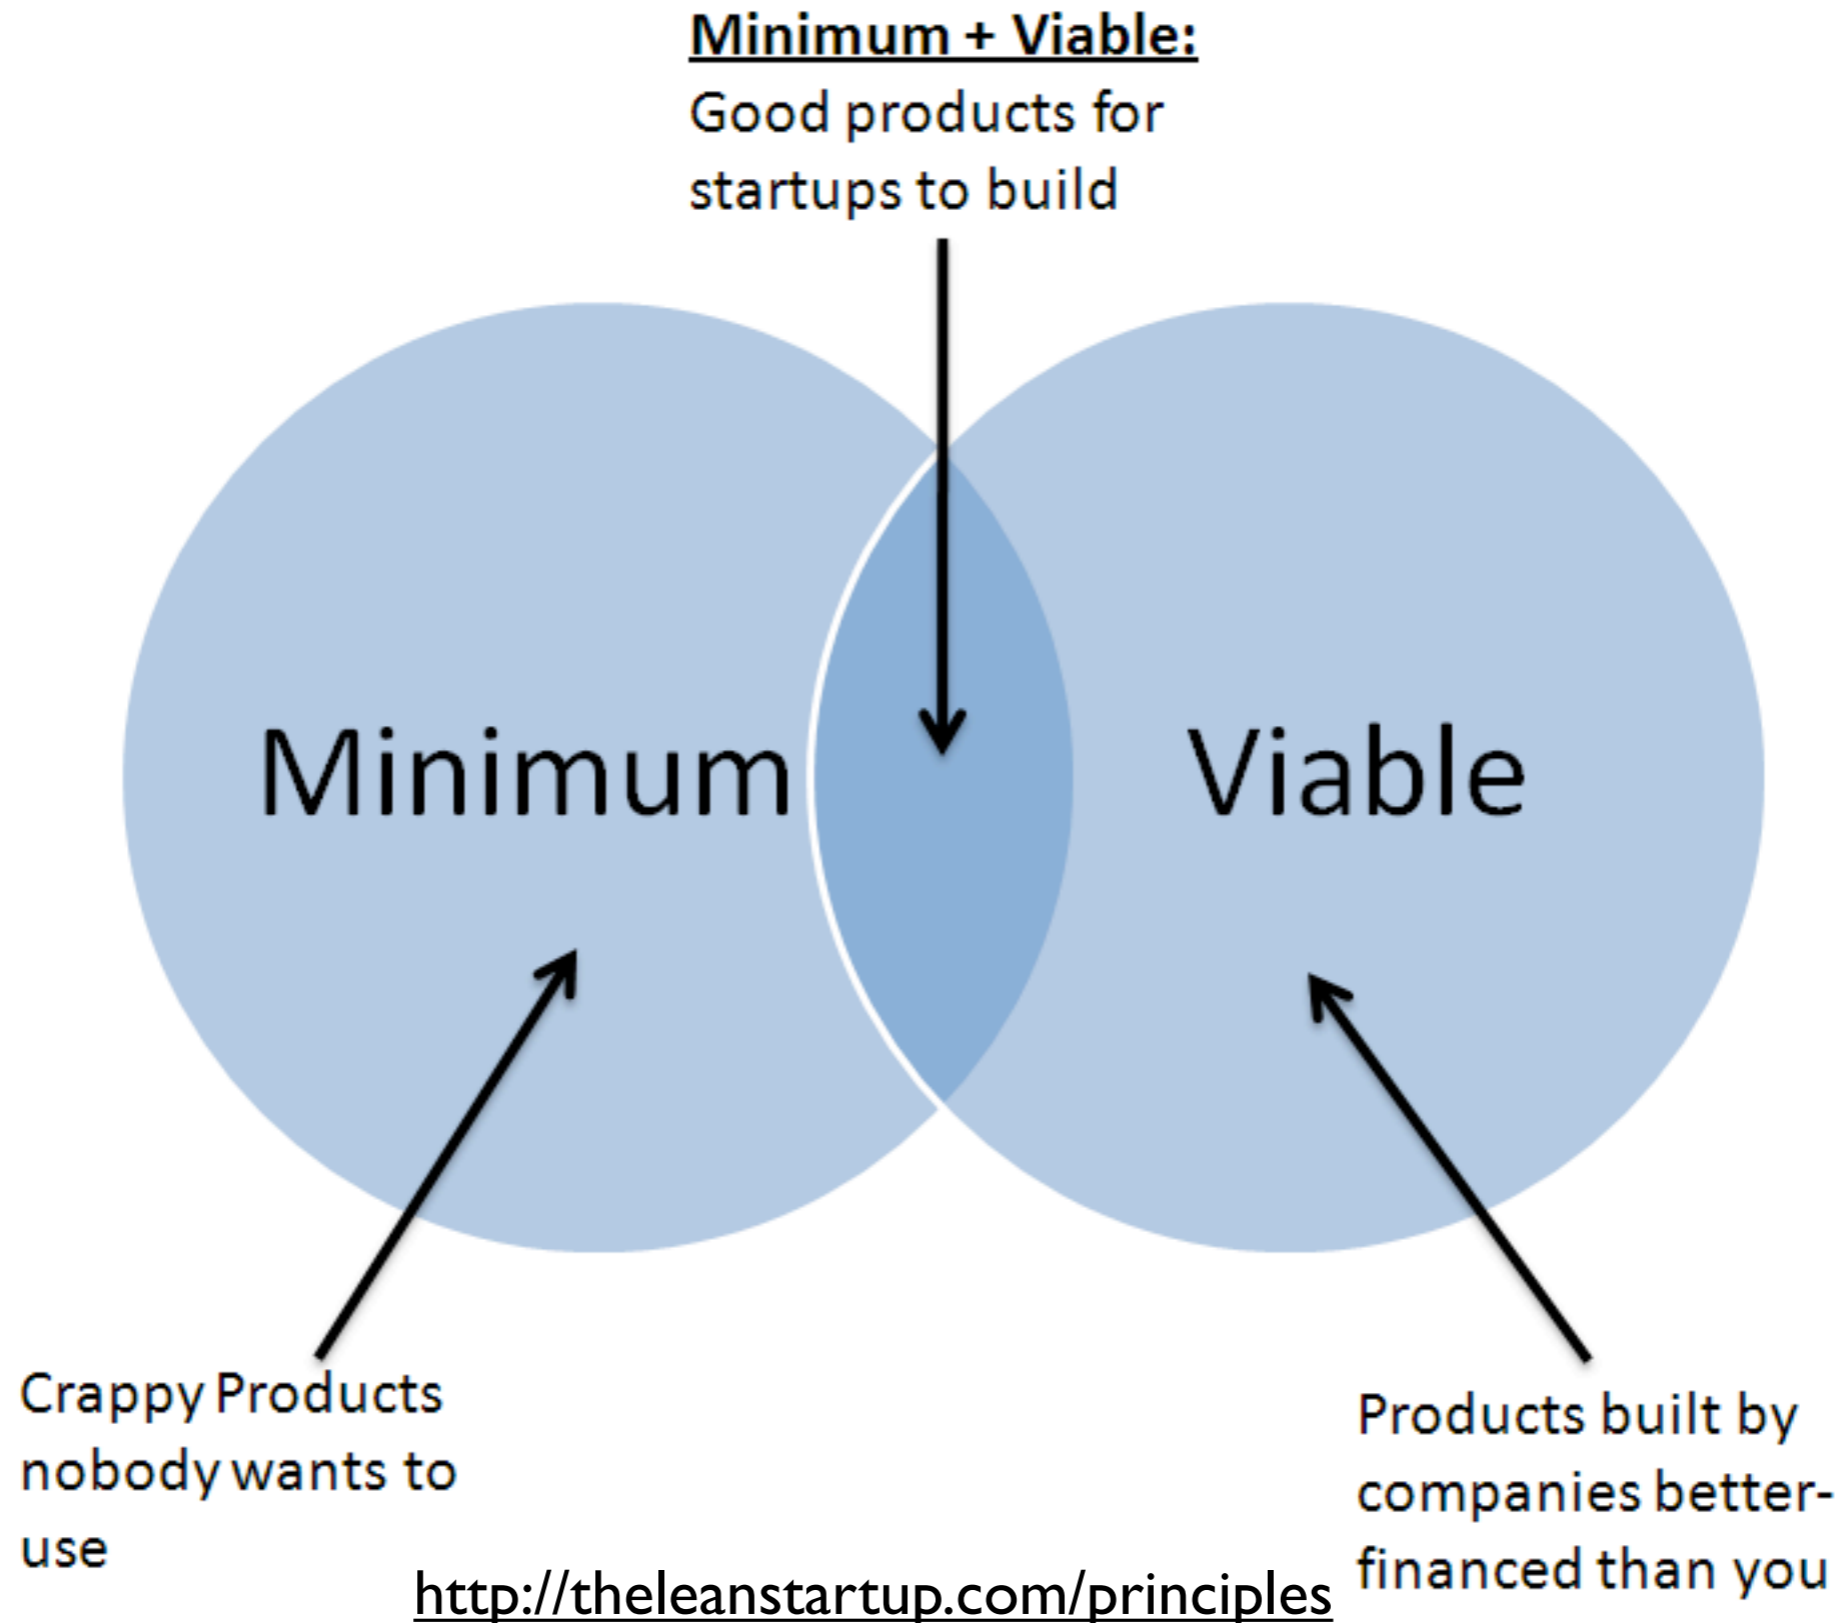 Minimum + Viable:
Good products for
startups to build
Minimum
Viable
Crappy Products
nobody wants to
use
Products built by
companies better-
financed than you
http://theleanstartup.com/principles